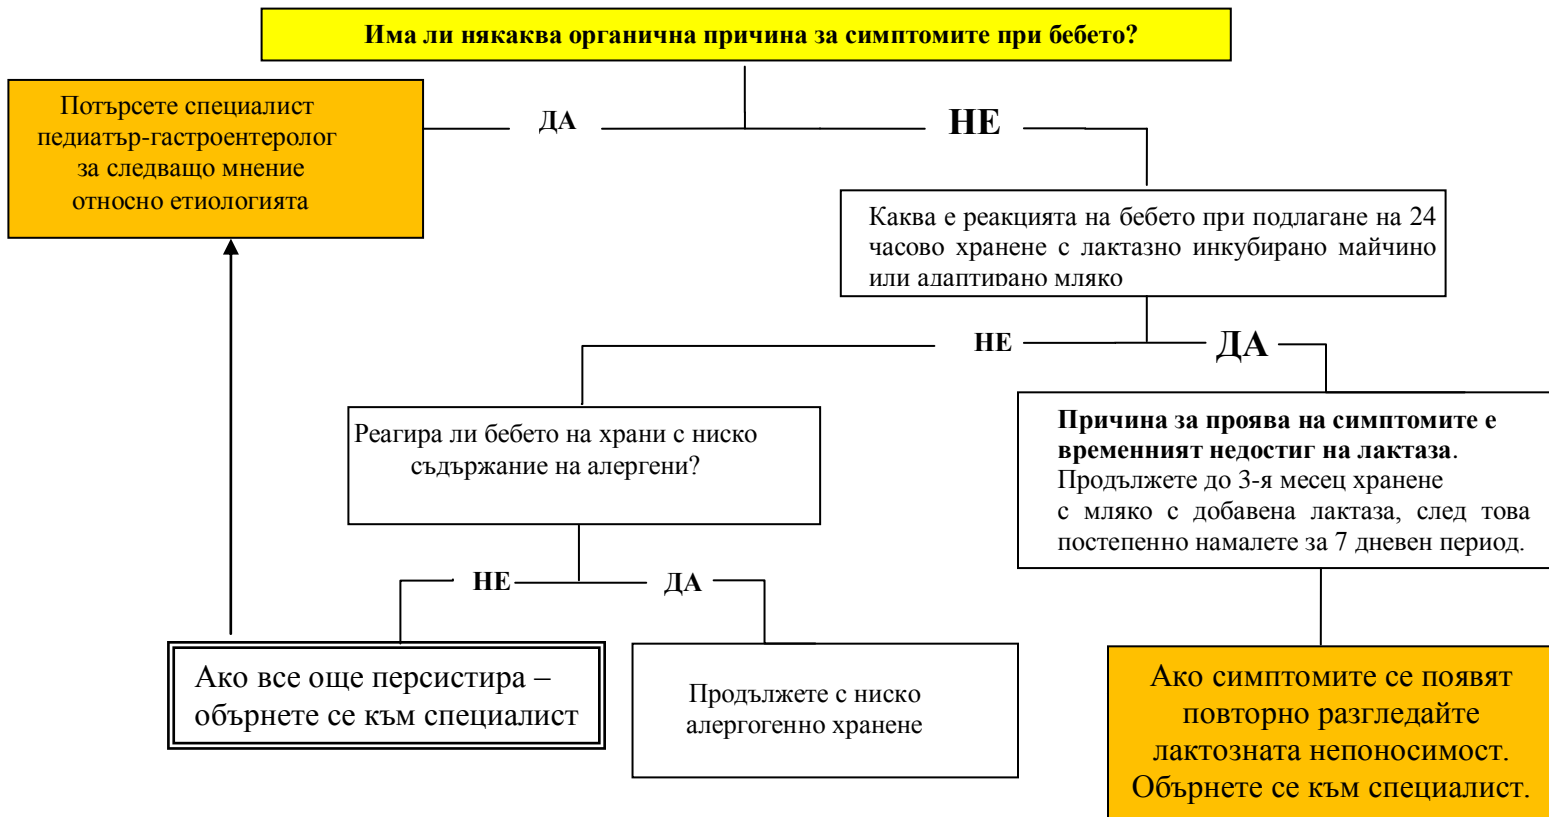 Има ли някаква органична причина за симптомите при бебето?
Потърсете специалист
педиатър-гастроентеролог
за следващо мнение
относно етиологията
ДА
НЕ
Каква е реакцията на бебето при подлагане на 24
часово хранене с лактазно инкубирано майчино
или адаптирано мляко
НЕ
ДА
Реагира ли бебето на храни с ниско
съдържание на алергени?
Причина за проява на симптомите е
временният недостиг на лактаза.
Продължете до 3-я месец хранене
с мляко с добавена лактаза, след това
постепенно намалете за 7 дневен период.
НЕ
ДА
Ако все още персистира –
обърнете се към специалист
Продължете с ниско
алергогенно хранене
Ако симптомите се появят
повторно разгледайте
лактозната непоносимост.
Обърнете се към специалист.